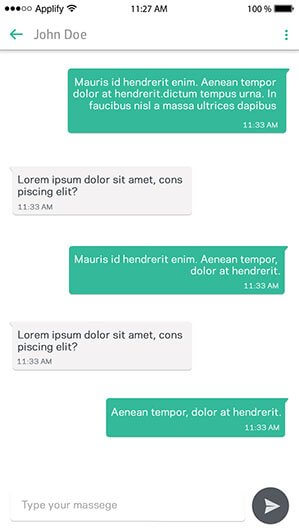 Applify 11:27 AM 100 %
John Doe
Mauris id hendrerit enim. Aenean tempor
dolor at hendrerit.dictum tempus urna. In
faucibus nisl a massa ultrices dapibus
11:33 AM
Lorem ipsum dolor sit amet, cons
piscing elit?
11:33 AM
Mauris id hendrerit enim. Aenean tempor,
dolor at hendrerit.
11:33 AM
Lorem ipsum dolor sit amet, cons
piscing elit?
11:33 AM
Aenean tempor, dolor at hendrerit.
11:33 AM
Type your massege